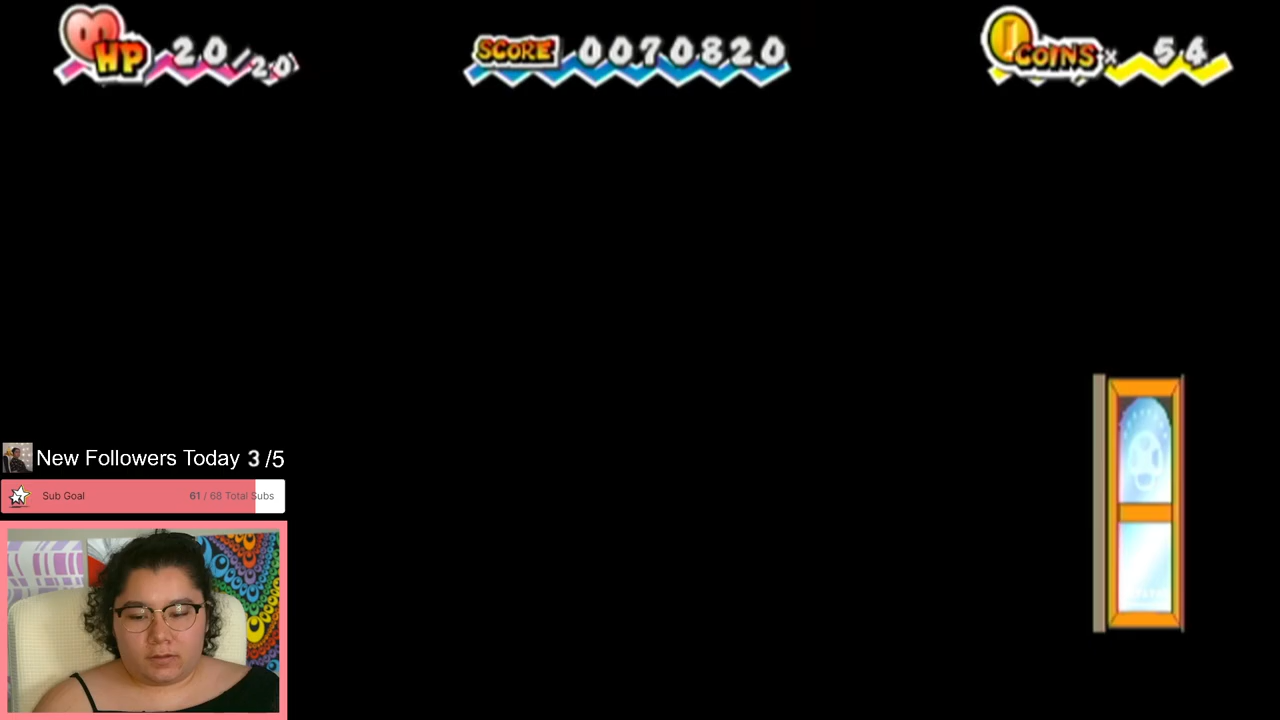 HP 20/20
SCORE 0070820
COINS × 54
New Followers Today 3 /5
Sub Goal 61 / 68 Total Subs